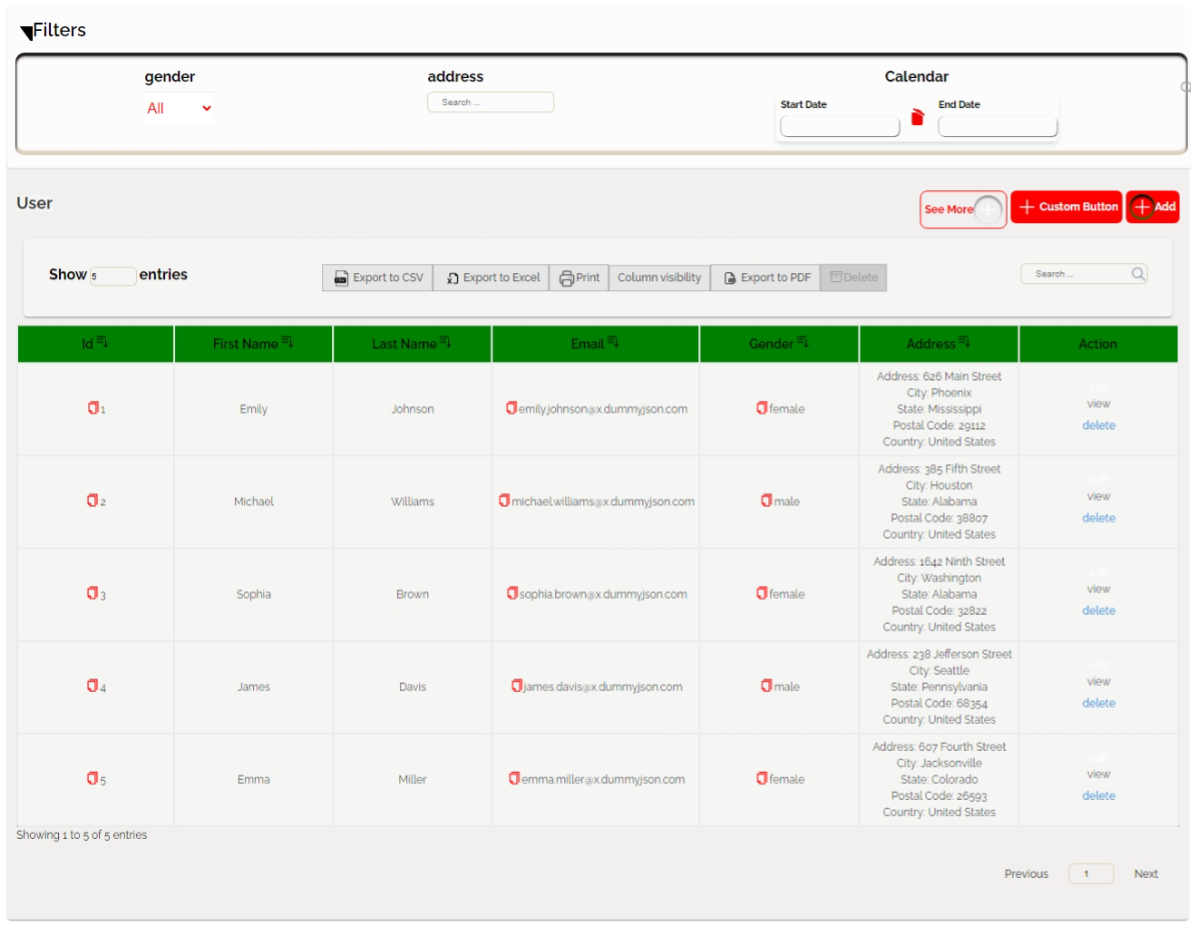 Filters
gender
address
Calendar
All
Search ...
Start Date
End Date
User
See More
Custom Button
Add
Show 5 entries
Export to CSV
Export to Excel
Print
Column visibility
Export to PDF
Delete
Search ...
Id
First Name
Last Name
Email
Gender
Address
Action
1
Emily
Johnson
emily.johnson@x.dummyjson.com
female
Address: 626 Main Street
City: Phoenix
State: Mississippi
Postal Code: 29112
Country: United States
edit
view
delete
2
Michael
Williams
michael.williams@x.dummyjson.com
male
Address: 385 Fifth Street
City: Houston
State: Alabama
Postal Code: 38807
Country: United States
edit
view
delete
3
Sophia
Brown
sophia.brown@x.dummyjson.com
female
Address: 1642 Ninth Street
City: Washington
State: Alabama
Postal Code: 32822
Country: United States
edit
view
delete
4
James
Davis
james.davis@x.dummyjson.com
male
Address: 238 Jefferson Street
City: Seattle
State: Pennsylvania
Postal Code: 68354
Country: United States
edit
view
delete
5
Emma
Miller
emma.miller@x.dummyjson.com
female
Address: 607 Fourth Street
City: Jacksonville
State: Colorado
Postal Code: 26593
Country: United States
edit
view
delete
Showing 1 to 5 of 5 entries
Previous
1
Next